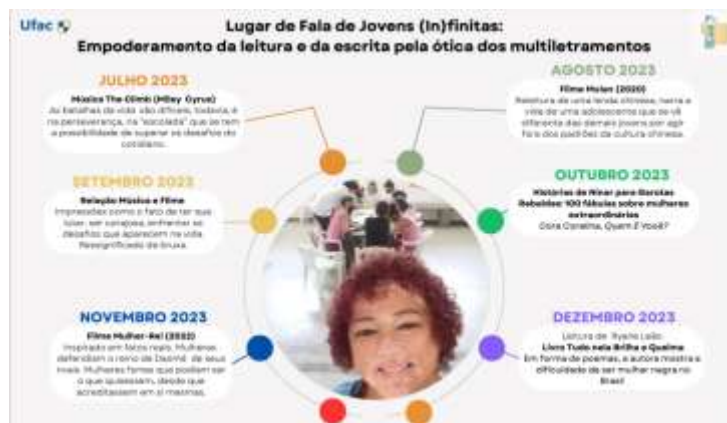 Ufac
Lugar de Fala de Jovens (In)finitas:
Empoderamento da leitura e da escrita pela ótica dos multiletramentos
JULHO 2023
Música The Climb (Miley Cyrus)
As batalhas da vida são difíceis, todavia, é
na perseverança, na "escalada" que se tem
a possibilidade de superar os desafios do
cotidiano.
AGOSTO 2023
Filme Mulan (2020)
Releitura de uma lenda chinesa, narra a
vida de uma adolescente que se vê
diferente das demais jovens por agir
fora dos padrões da cultura chinesa.
SETEMBRO 2023
Relação Música e Filme
Impressões como o fato de ter que
lutar, ser corajosa, enfrentar os
desafios que aparecem na vida.
Ressignificado de bruxa.
OUTUBRO 2023
Histórias de Ninar para Garotas
Rebeldes: 100 fábulas sobre mulheres
extraordinárias
Cora Coralina, Quem É Você?
NOVEMBRO 2023
Filme Mulher-Rei (2022)
Inspirado em fatos reais. Mulheres
defendiam o reino de Daomé de seus
rivais. Mulheres fortes que podiam ser
o que quisessem, desde que
acreditassem em si mesmas.
DEZEMBRO 2023
Leitura de Ryane Leão
Livro Tudo nela Brilha e Queima
Em forma de poemas, a autora mostra a
dificuldade de ser mulher negra no
Brasil